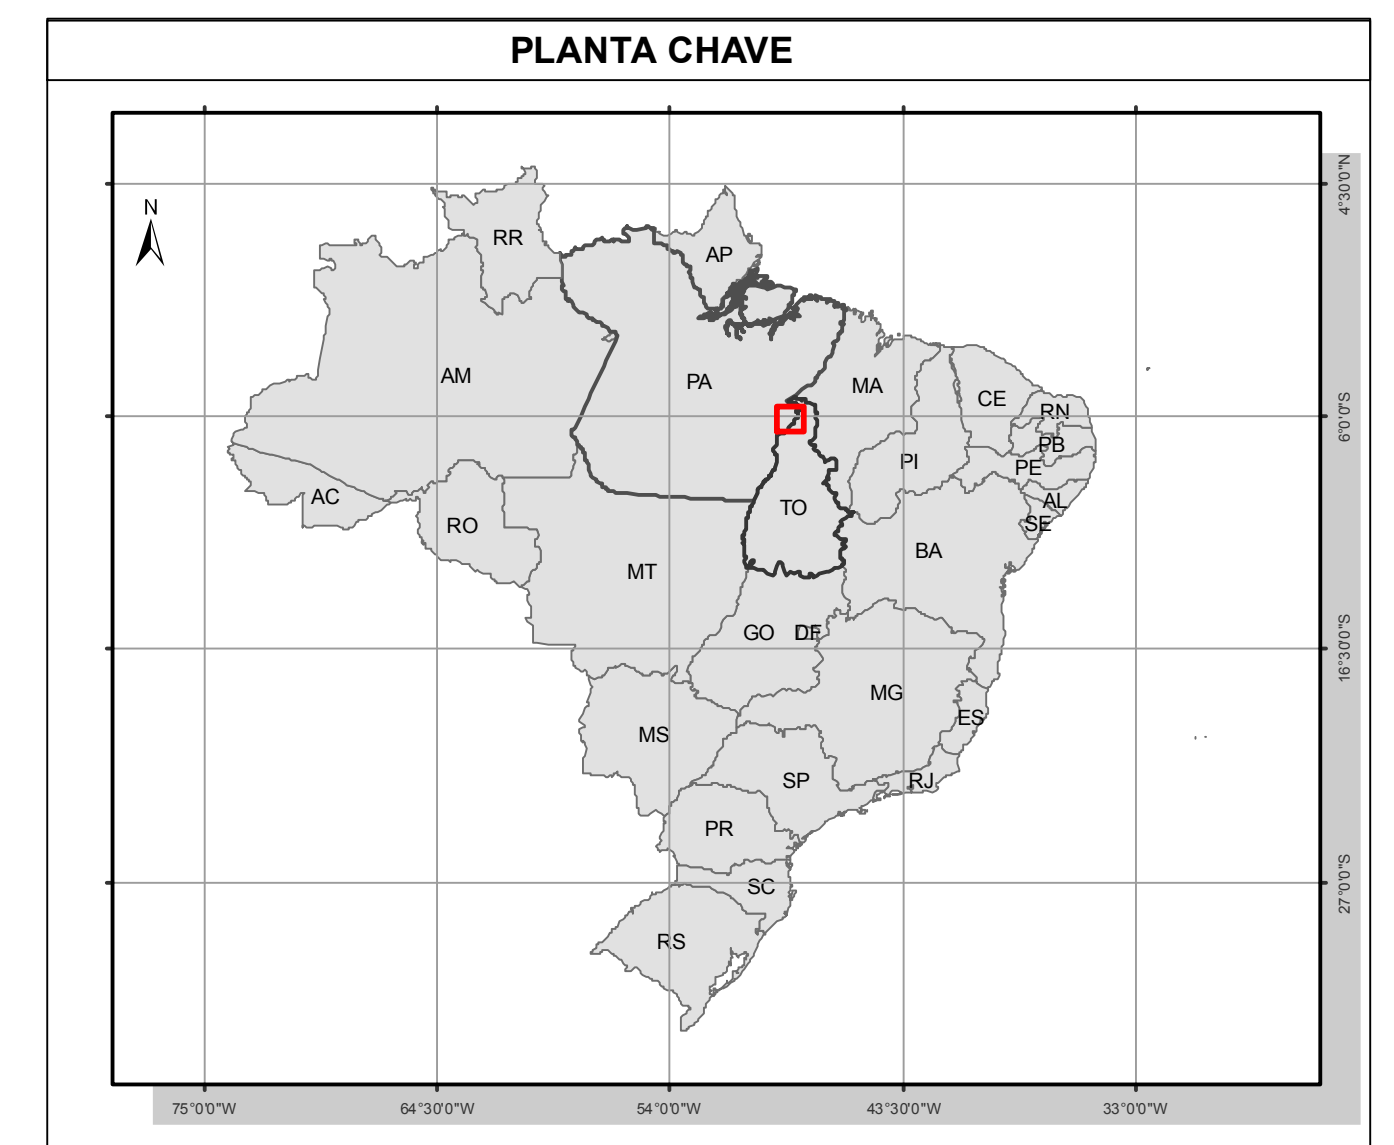 PLANTA CHAVE
N
4°30'0"N
RR
AP
AM
PA
MA
CE
RN
6°0'0"S
PB
PI
PE
AC
TO
AL
RO
SE
BA
MT
GO
DF
16°30'0"S
MG
ES
MS
SP
RJ
PR
SC
27°0'0"S
RS
75°0'0"W
64°30'0"W
54°0'0"W
43°30'0"W
33°0'0"W